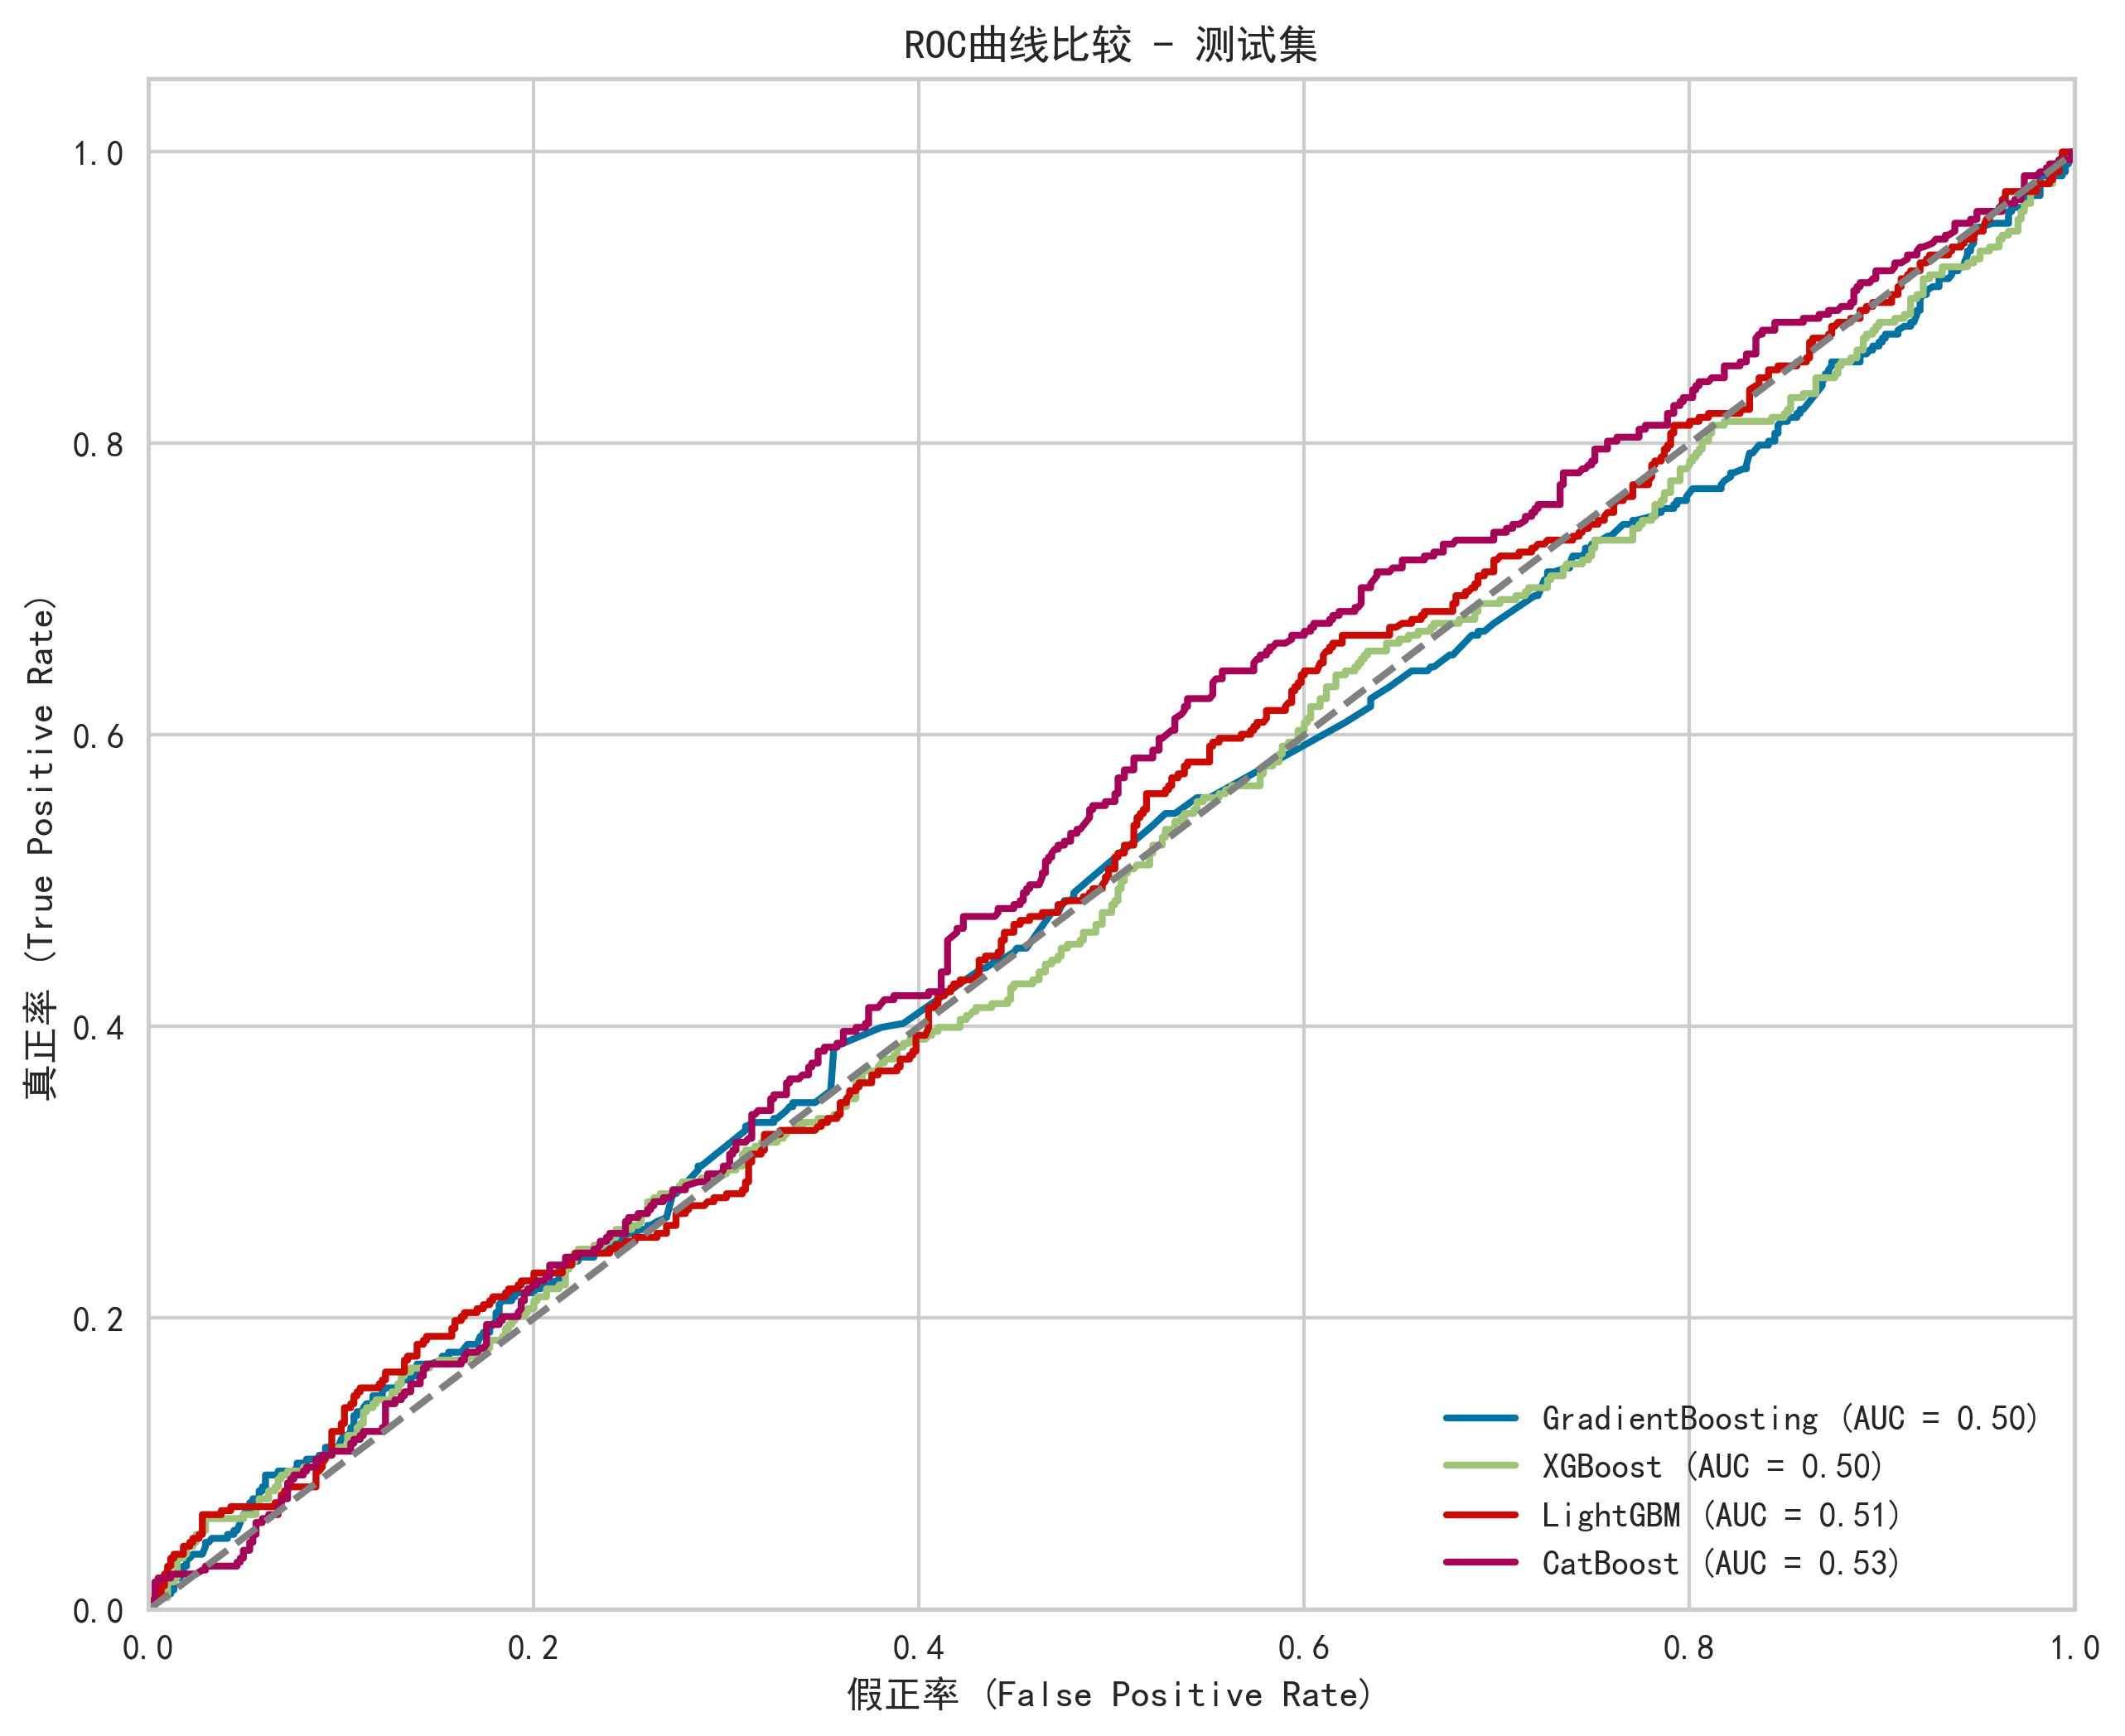 ROC曲线比较 - 测试集
真正率 (True Positive Rate)
1.0
0.8
0.6
0.4
0.2
0.0
0.0 0.2 0.4 0.6 0.8 1.0
假正率 (False Positive Rate)
GradientBoosting (AUC = 0.50)
XGBoost (AUC = 0.50)
LightGBM (AUC = 0.51)
CatBoost (AUC = 0.53)